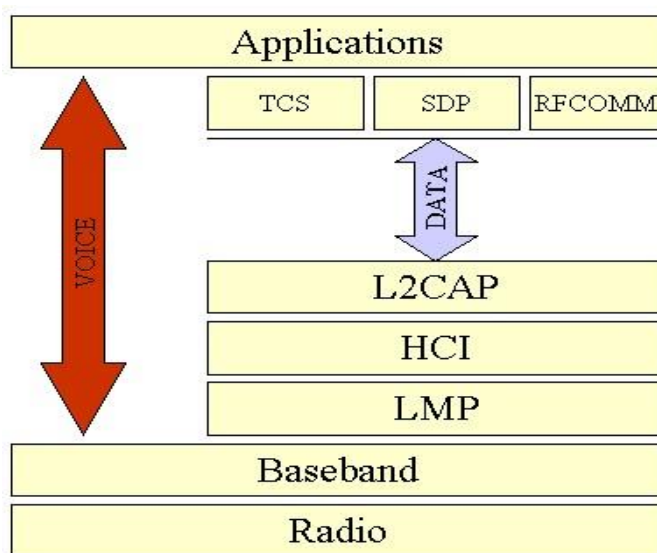 Applications
TCS SDP RFCOMM
VOICE
DATA
L2CAP
HCI
LMP
Baseband
Radio